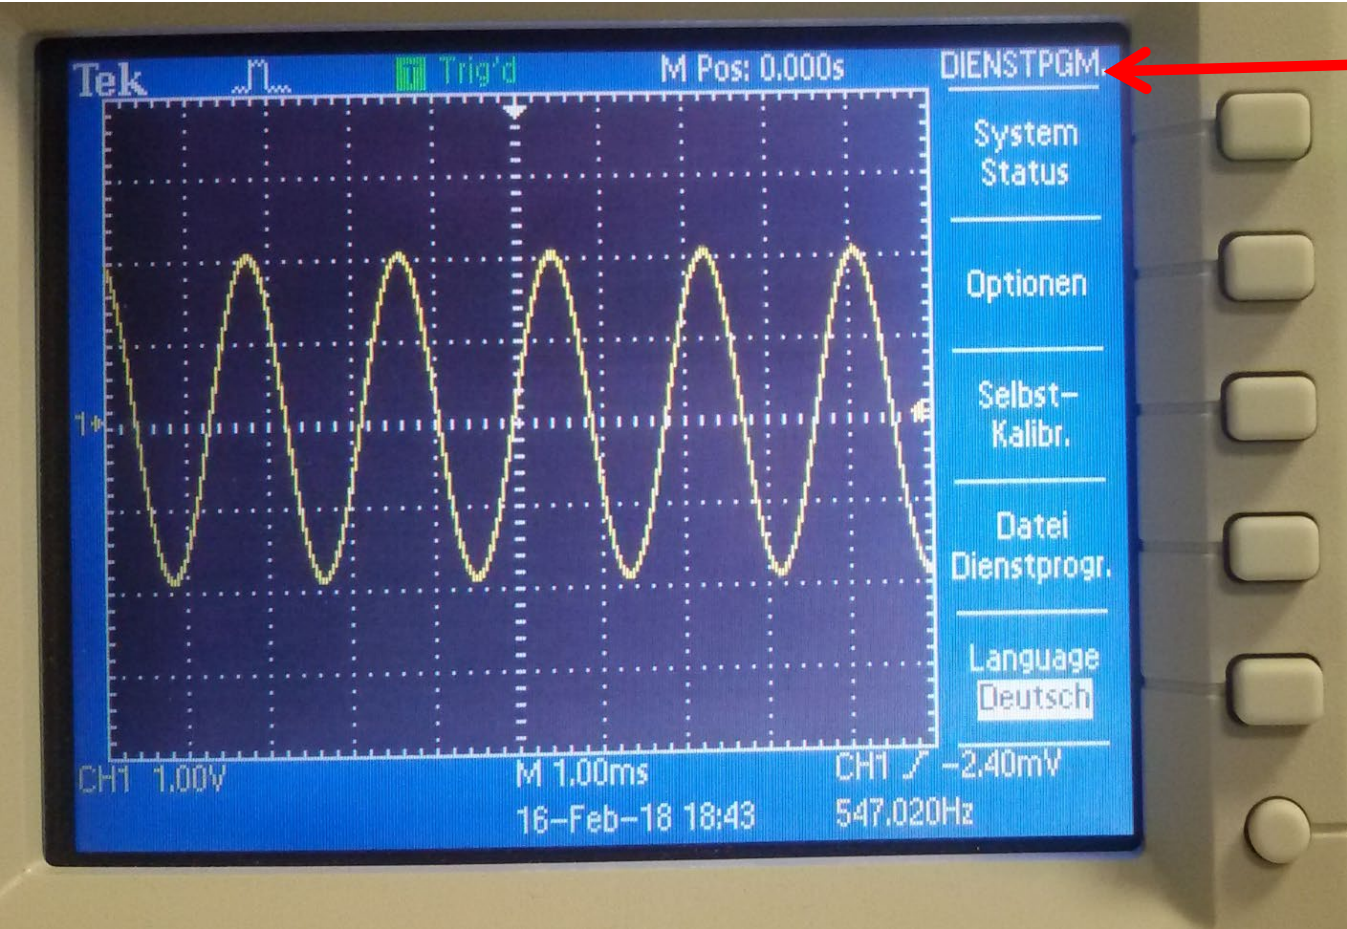 Tek
T Trig'd
M Pos: 0.000s
DIENSTPGM.
System
Status
Optionen
Selbst-
Kalibr.
Datei
Dienstprogr.
Language
Deutsch
1
CH1 1.00V
M 1.00ms
CH1 -2.40mV
16-Feb-18 18:43
547.020Hz